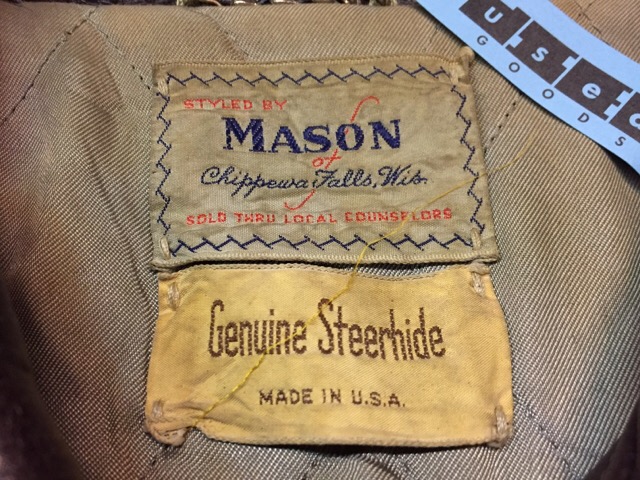 used
GOODS
STYLED BY
MASON
of
Chippewa Falls, Wis.
SOLD THRU LOCAL COUNSELORS
Genuine Steerhide
MADE IN U.S.A.